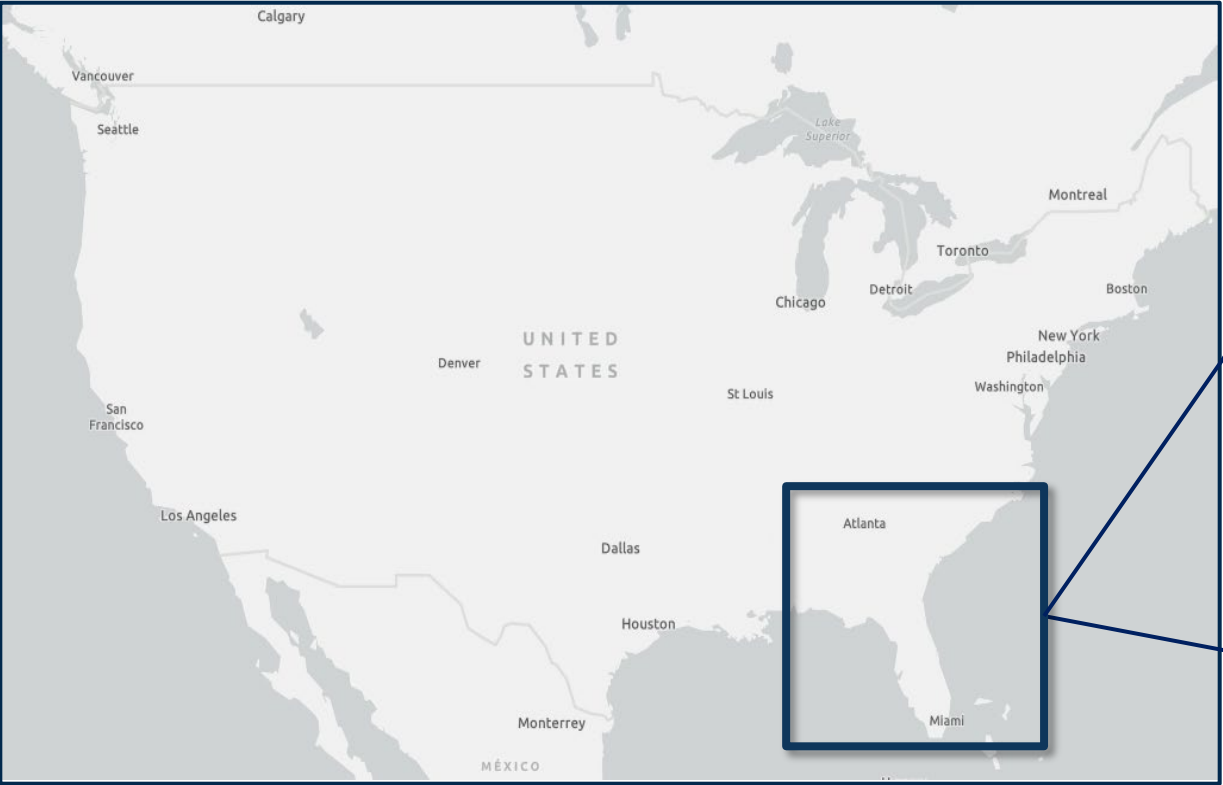 Calgary
Vancouver
Seattle
Lake
Superior
Montreal
Toronto
Detroit
Boston
Chicago
New York
UNITED
STATES
Philadelphia
Denver
Washington
St Louis
San
Francisco
Los Angeles
Atlanta
Dallas
Houston
Miami
Monterrey
MÉXICO